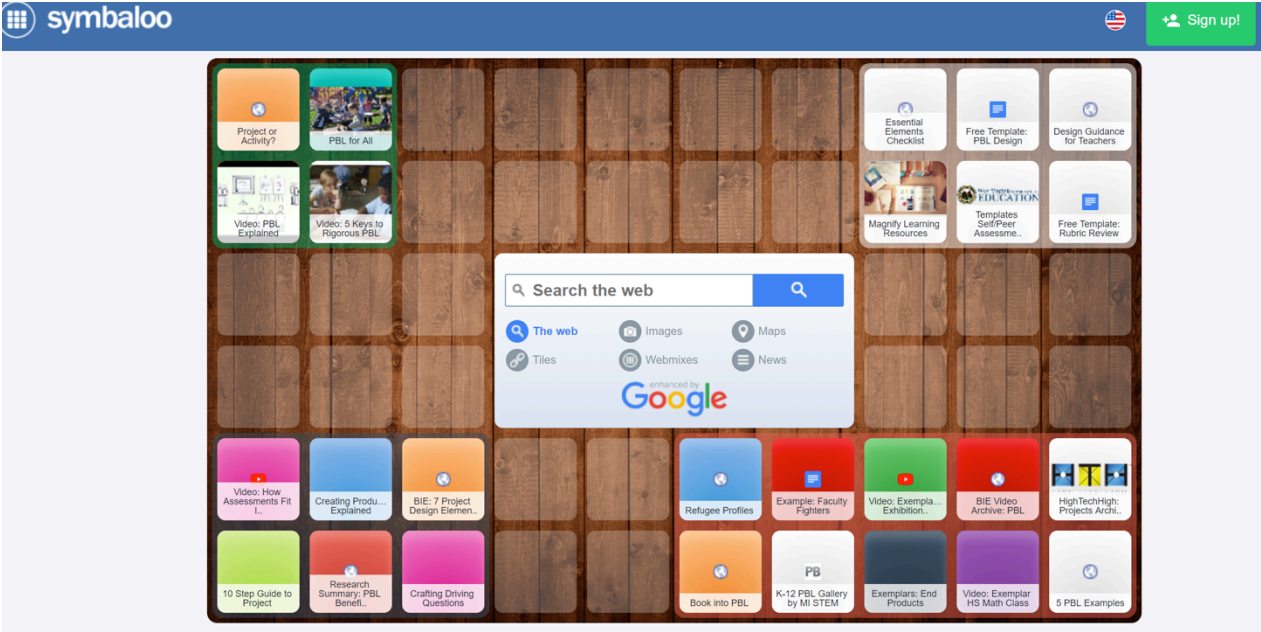 symbaloo
Sign up!
Project or
Activity?
PBL for All
Essential
Elements
Checklist
Free Template:
PBL Design
Design Guidance
for Teachers
Video: PBL
Explained
Video: 5 Keys to
Rigorous PBL
Magnify Learning
Resources
EDUCATION
Templates
Self/Peer
Assessme..
Free Template:
Rubric Review
Search the web
The web
Images
Maps
Tiles
Webmixes
News
enhanced by
Google
Video: How
Assessments Fit
I..
Creating Produ…
Explained
BIE: 7 Project
Design Elemen..
Refugee Profiles
Example: Faculty
Fighters
Video: Exempla…
Exhibition..
BIE Video
Archive: PBL
HTH
HighTechHigh:
Projects Archi..
10 Step Guide to
Project
Research
Summary: PBL
Benefi..
Crafting Driving
Questions
Book into PBL
PB
K-12 PBL Gallery
by MI STEM
Exemplars: End
Products
Video: Exemplar
HS Math Class
5 PBL Examples